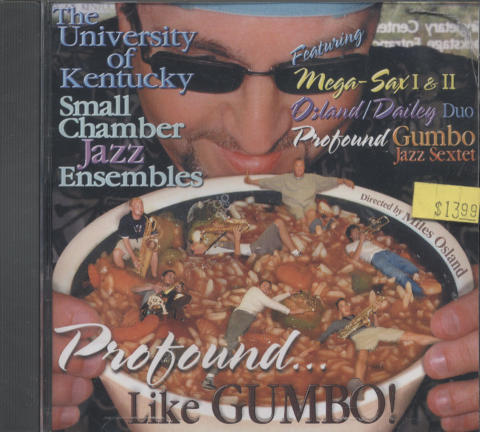 The
University
of
Kentucky
Small
Chamber
Jazz
Ensembles
Featuring
Mega-Sax I & II
Osland/Dailey Duo
Profound Gumbo
Jazz Sextet
$13.99
Directed by Miles Osland
Profound...
Like GUMBO!